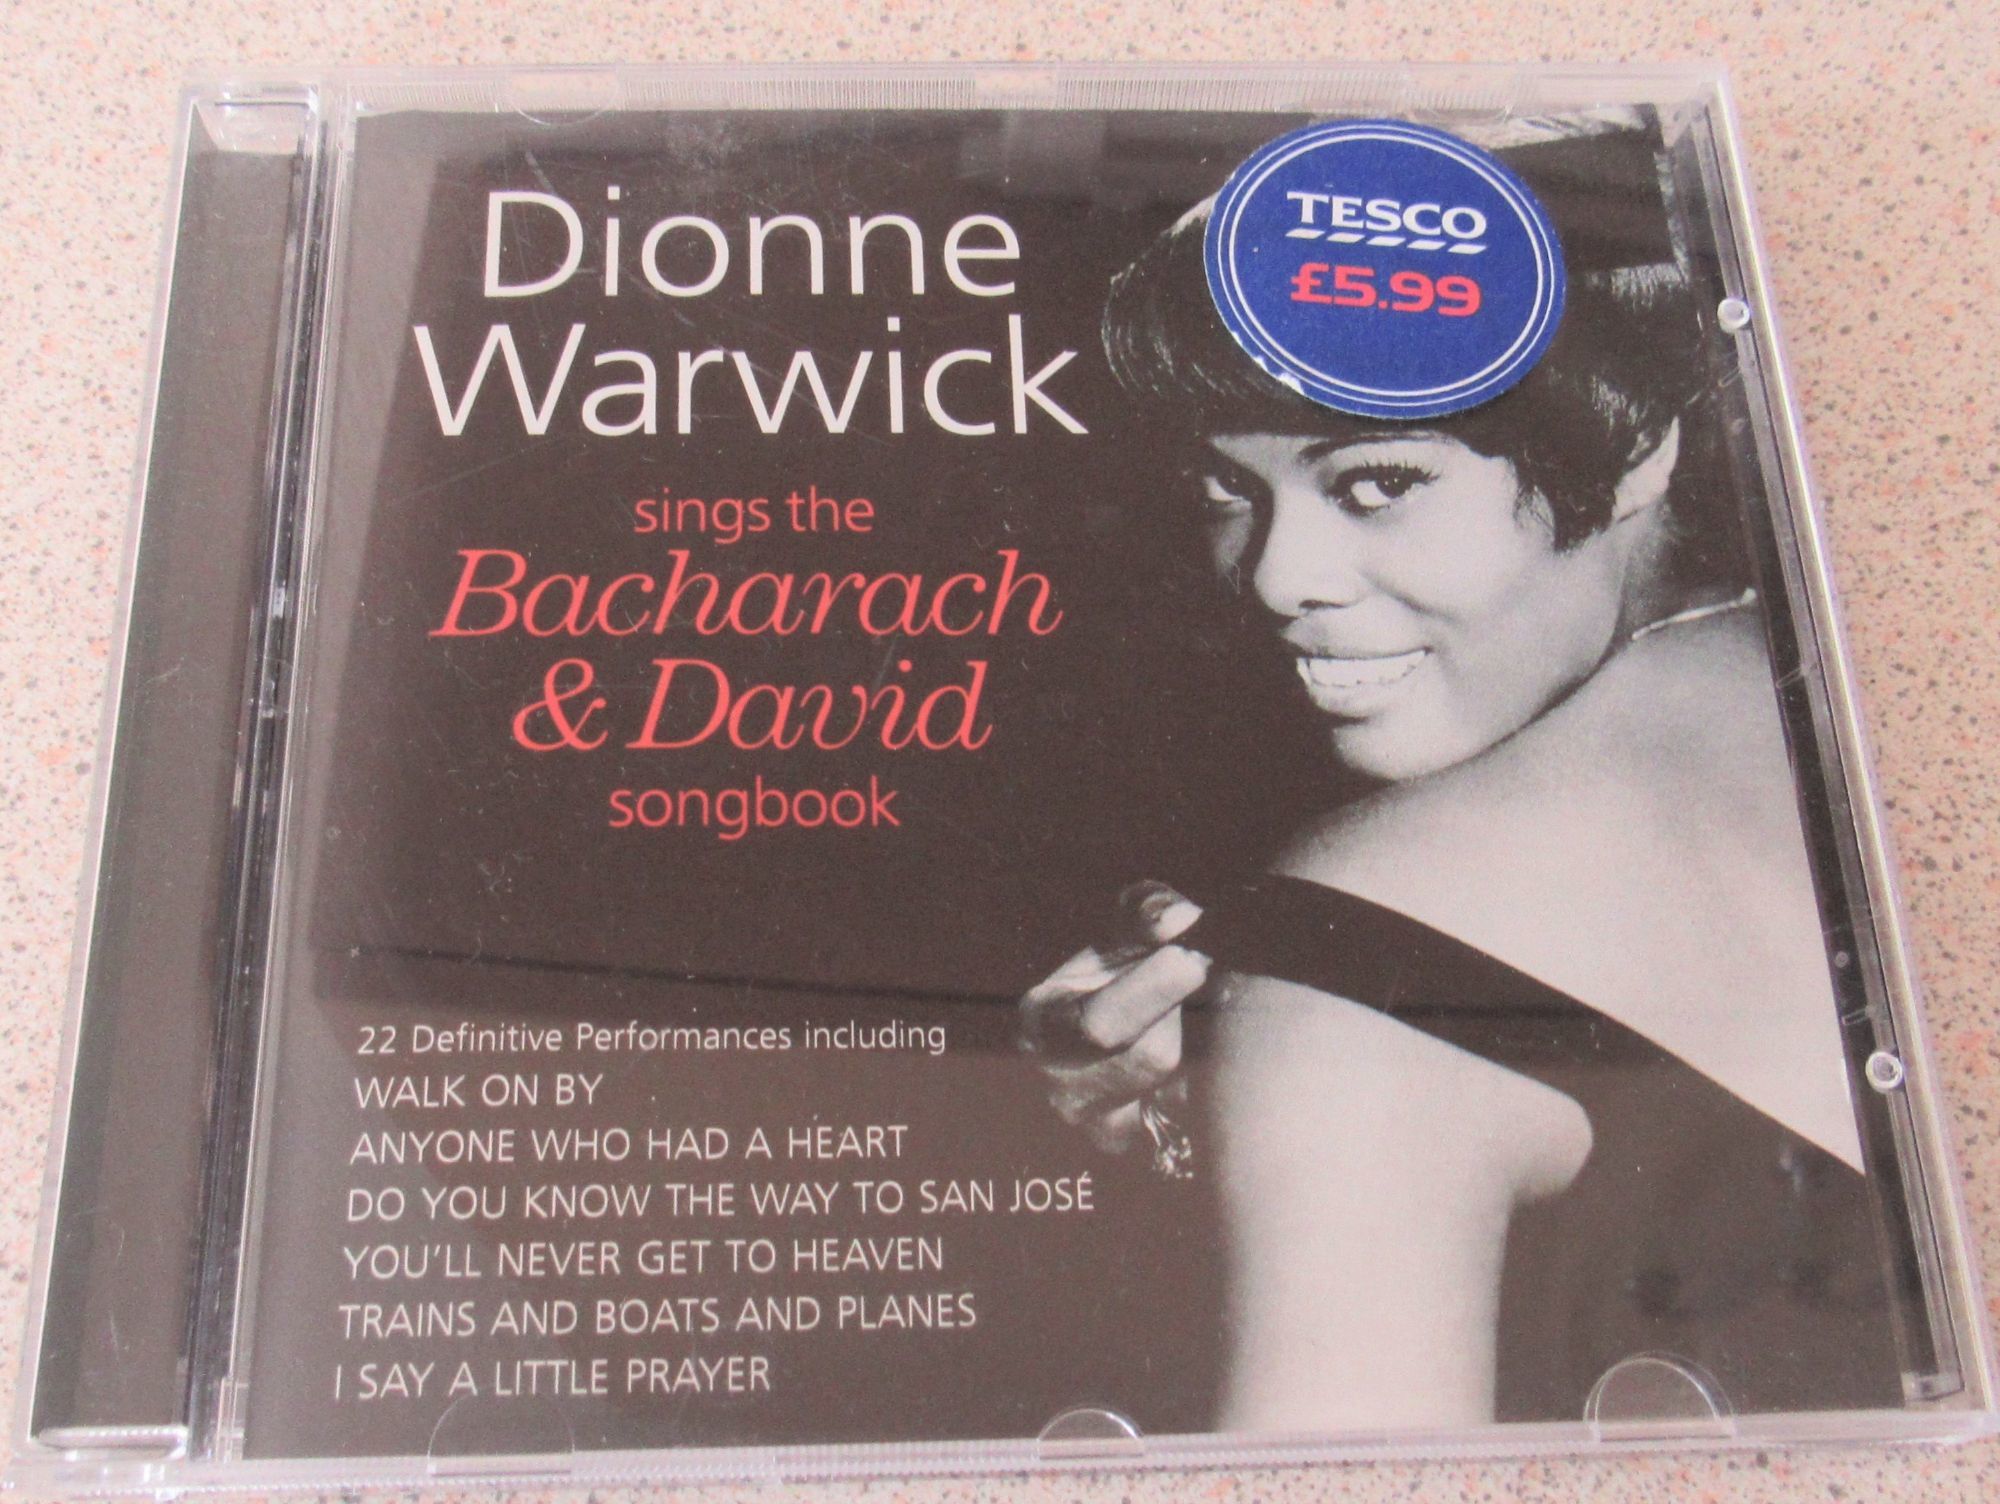 Dionne
Warwick
sings the
Bacharach
& David
songbook
TESCO
£5.99
22 Definitive Performances including
WALK ON BY
ANYONE WHO HAD A HEART
DO YOU KNOW THE WAY TO SAN JOSÉ
YOU'LL NEVER GET TO HEAVEN
TRAINS AND BOATS AND PLANES
I SAY A LITTLE PRAYER